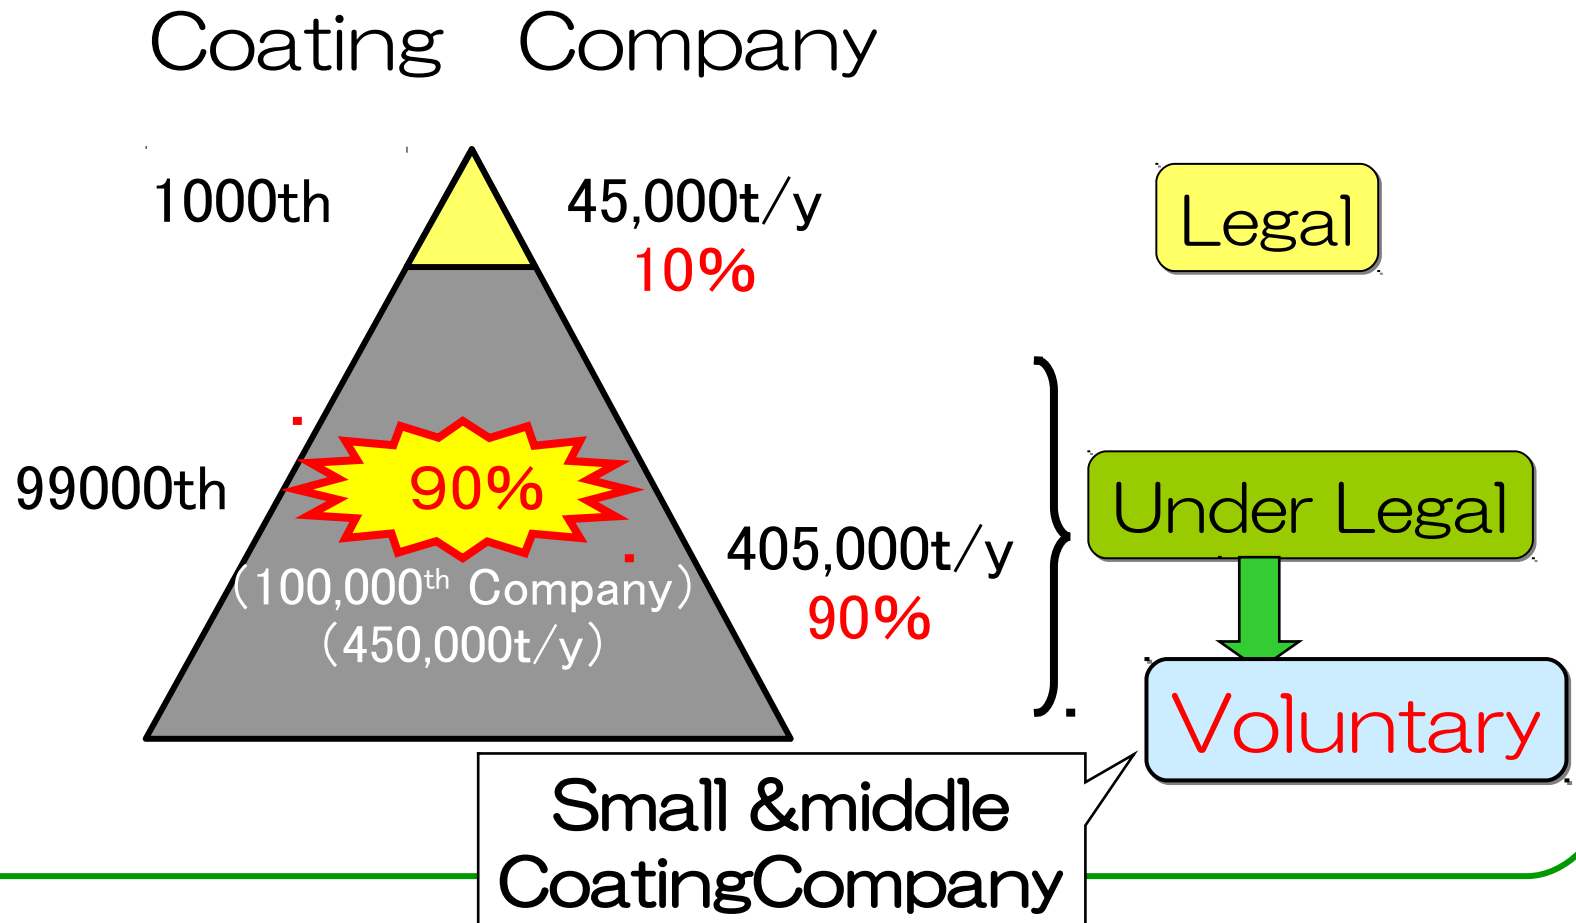 Coating Company
1000th
45,000t/y
10%
Legal
99000th
90%
405,000t/y
90%
Under Legal
(100,000th Company)
(450,000t/y)
Voluntary
Small &middle
CoatingCompany